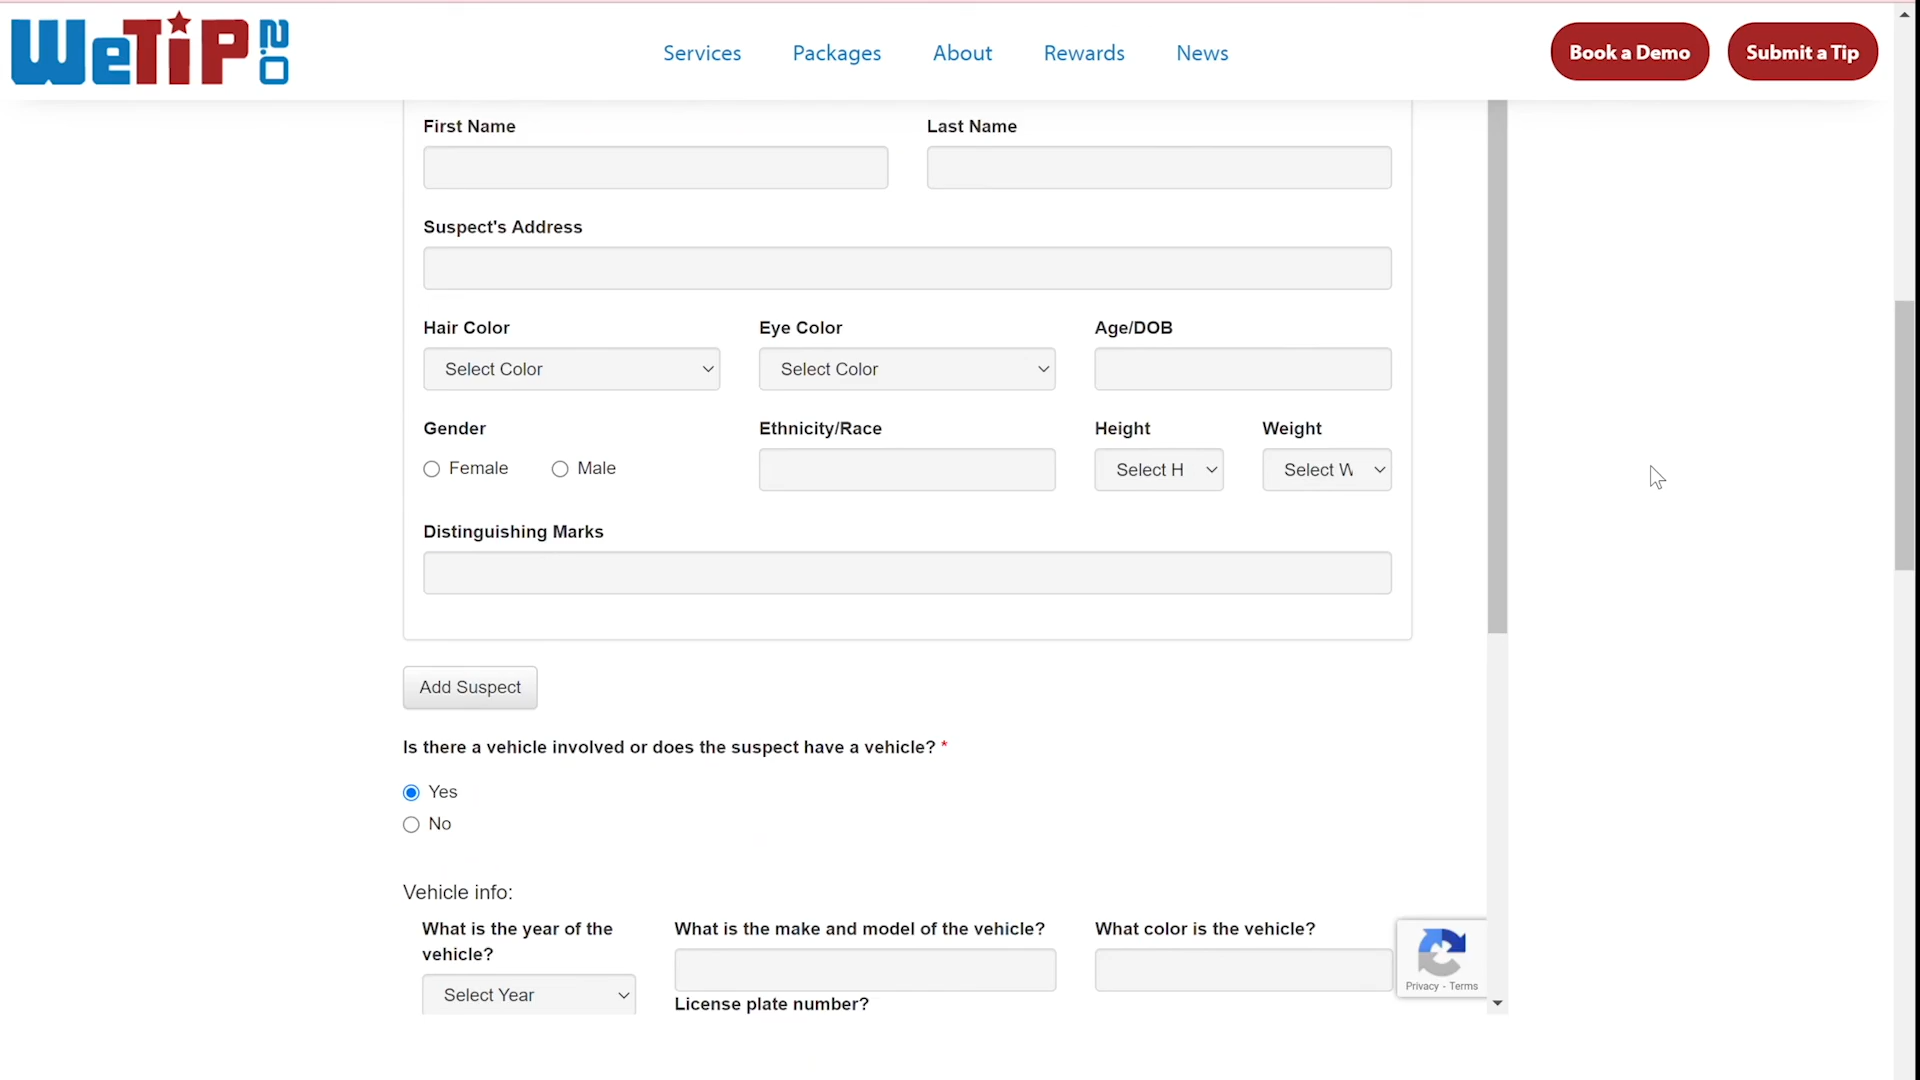 WeTiP 2.0
Services
Packages
About
Rewards
News
Book a Demo
Submit a Tip
First Name
Last Name
Suspect's Address
Hair Color
Eye Color
Age/DOB
Select Color
Select Color
Gender
Ethnicity/Race
Height
Weight
Female
Male
Select H
Select W
Distinguishing Marks
Add Suspect
Is there a vehicle involved or does the suspect have a vehicle? *
Yes
No
Vehicle info:
What is the year of the
vehicle?
What is the make and model of the vehicle?
What color is the vehicle?
Select Year
License plate number?
Privacy - Terms